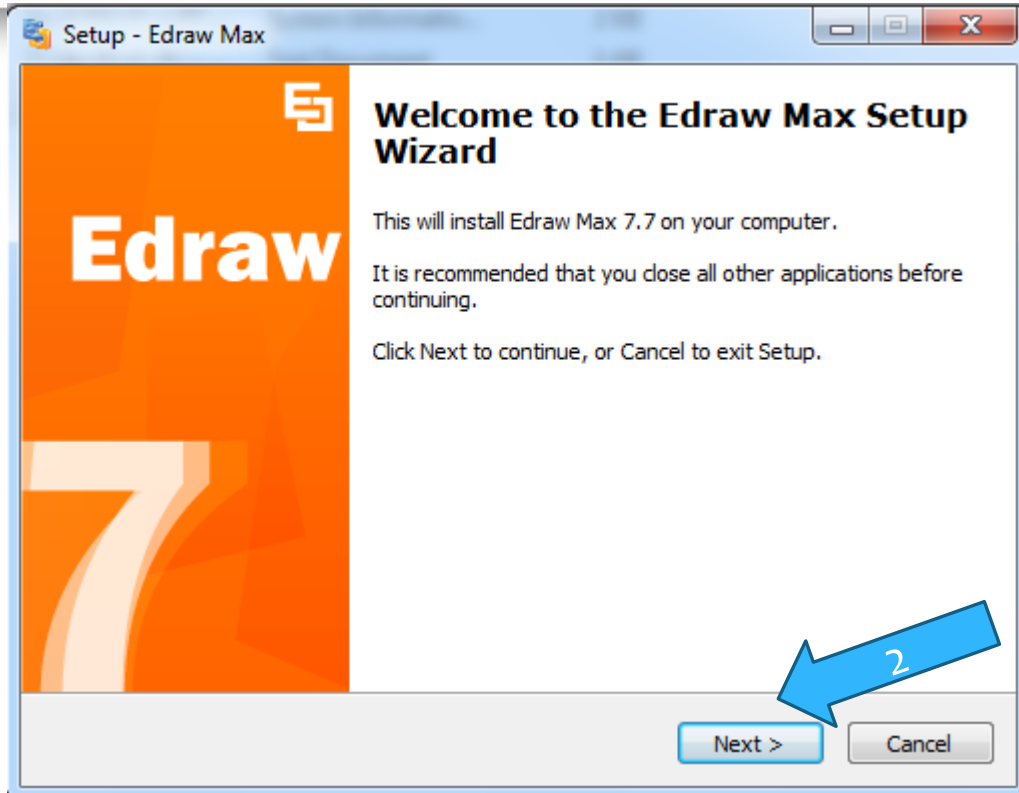 Setup - Edraw Max
Welcome to the Edraw Max Setup
Wizard
Edraw
This will install Edraw Max 7.7 on your computer.
It is recommended that you close all other applications before
continuing.
Click Next to continue, or Cancel to exit Setup.
7
2
Next >
Cancel